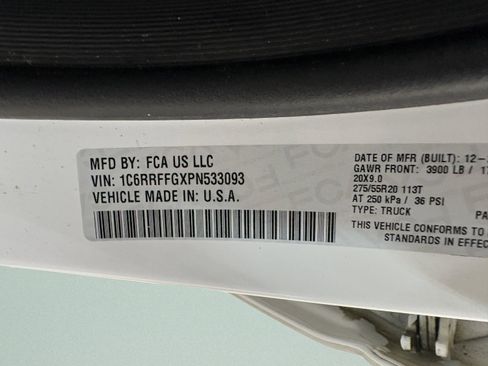 MFD BY: FCA US LLC
VIN: 1C6RRFFGXPN533093
VEHICLE MADE IN: U.S.A.
DATE OF MFR (BUILT): 12-
GAWR FRONT: 3900 LB / 17
20X9.0
275/55R20 113T
AT 250 kPa / 36 PSI
TYPE: TRUCK PA
THIS VEHICLE CONFORMS TO
STANDARDS IN EFFEC